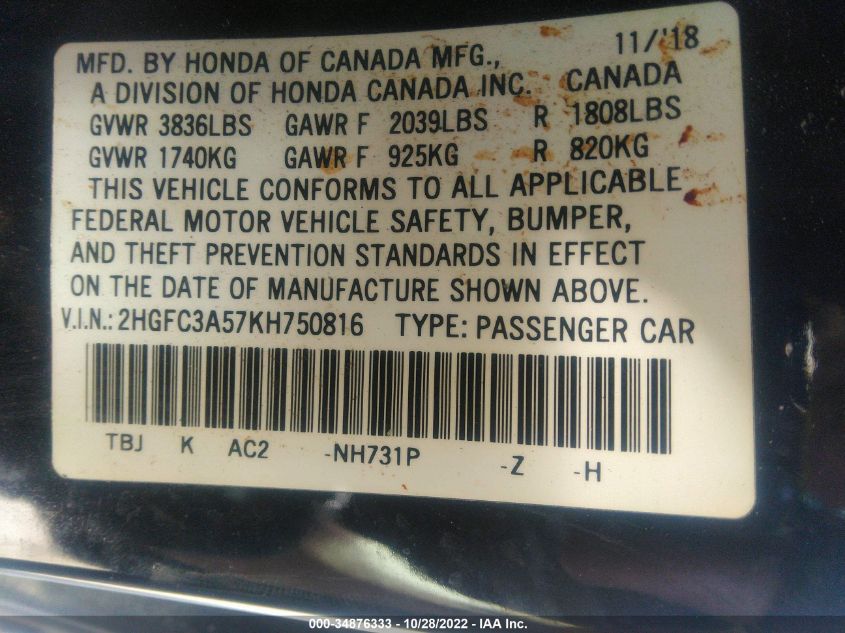 11/'18
MFD. BY HONDA OF CANADA MFG.,
A DIVISION OF HONDA CANADA INC. CANADA
GVWR 3836LBS GAWR F 2039LBS R 1808LBS
GVWR 1740KG GAWR F 925KG R 820KG
THIS VEHICLE CONFORMS TO ALL APPLICABLE
FEDERAL MOTOR VEHICLE SAFETY, BUMPER,
AND THEFT PREVENTION STANDARDS IN EFFECT
ON THE DATE OF MANUFACTURE SHOWN ABOVE.
V.I.N.: 2HGFC3A57KH750816 TYPE: PASSENGER CAR
TBJ K AC2 -NH731P -Z -H
000-34876333 - 10/28/2022 - IAA Inc.